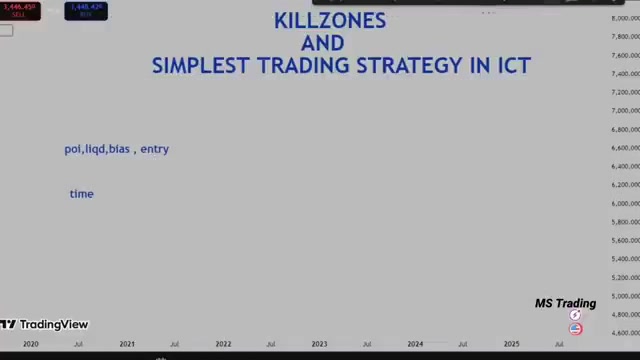 SELL
BUY
KILLZONES
AND
SIMPLEST TRADING STRATEGY IN ICT
poi,liqd,bias , entry
time
MS Trading
TradingView
8,000.000
7,800.000
7,600.000
7,400.000
7,200.000
7,000.000
6,800.000
6,600.000
6,400.000
6,200.000
6,000.000
5,800.000
5,600.000
5,400.000
5,200.000
5,000.000
4,800.000
4,600.000
2020 Jul 2021 Jul 2022 Jul 2023 Jul 2024 Jul 2025 Jul